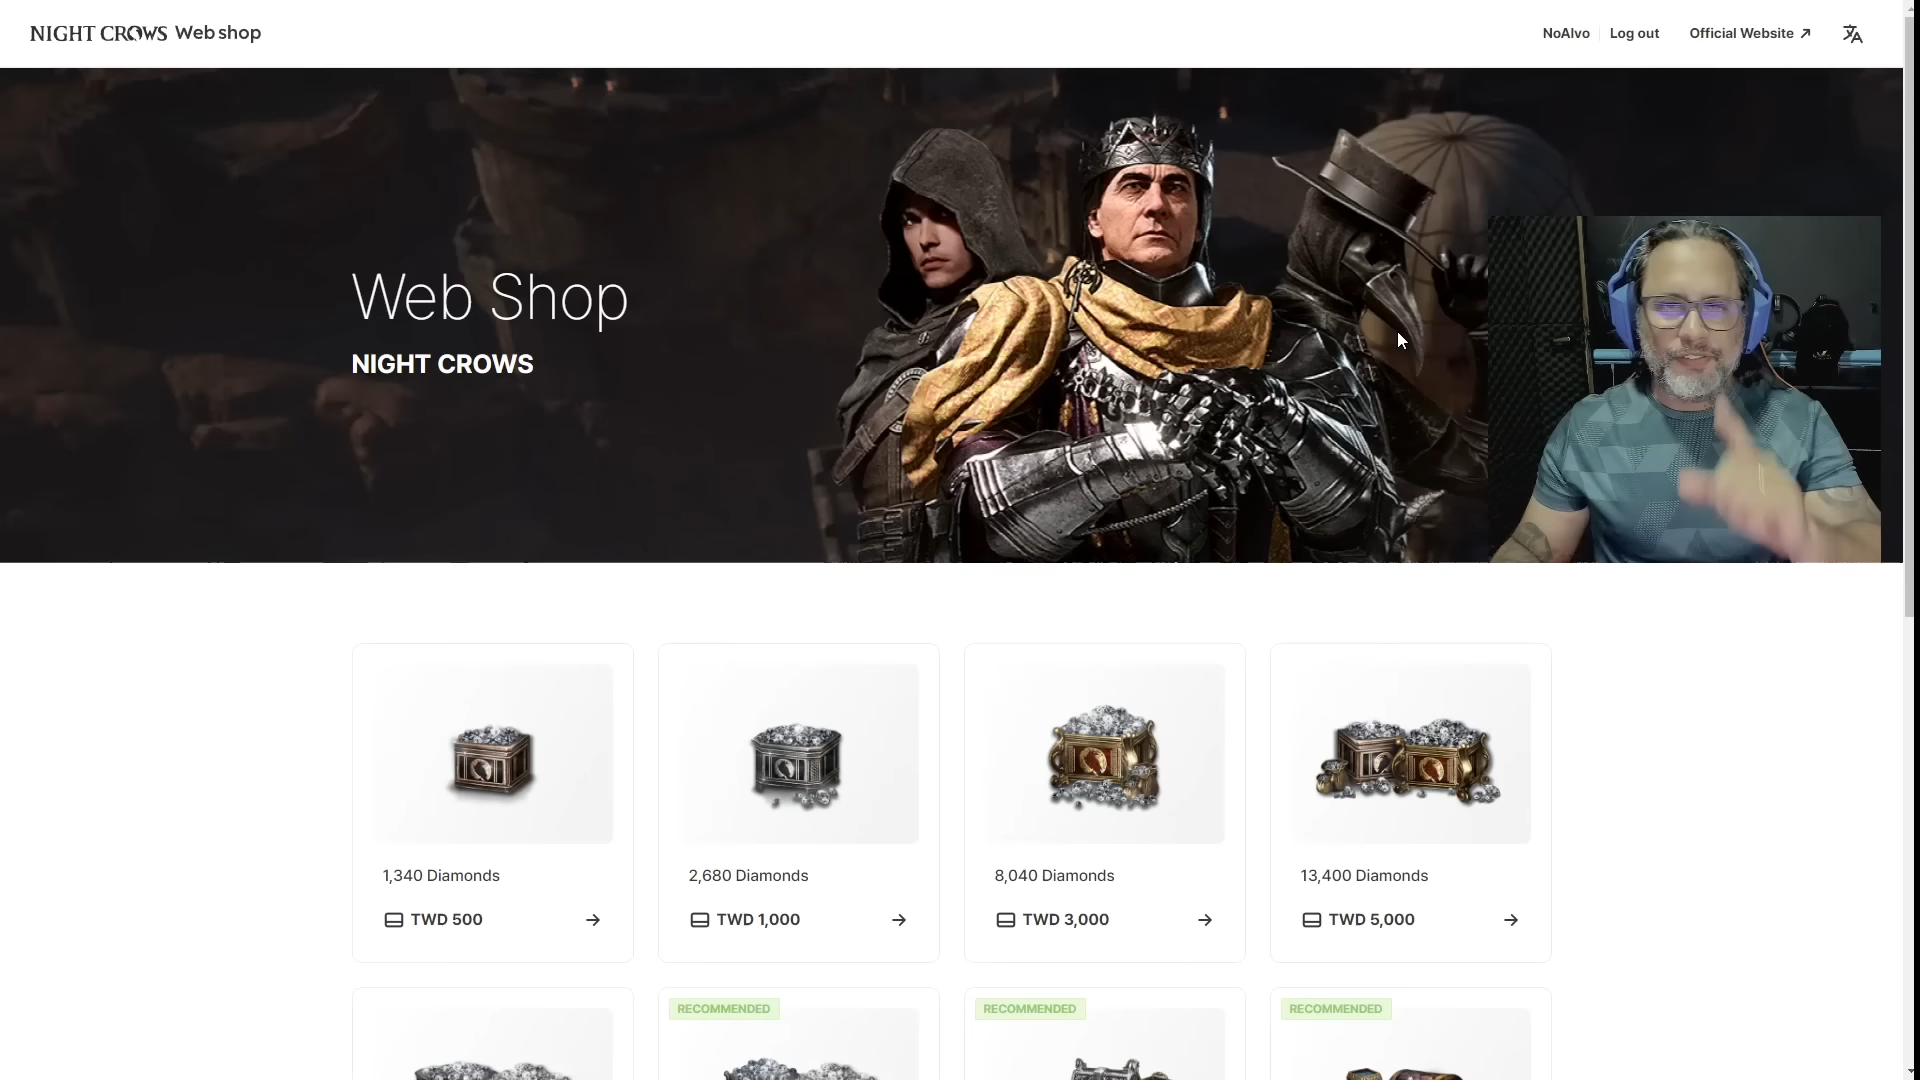 NIGHT CROWS Web shop
NoAlvo
Log out
Official Website
Web Shop
NIGHT CROWS
1,340 Diamonds
TWD 500
2,680 Diamonds
TWD 1,000
8,040 Diamonds
TWD 3,000
13,400 Diamonds
TWD 5,000
RECOMMENDED
RECOMMENDED
RECOMMENDED